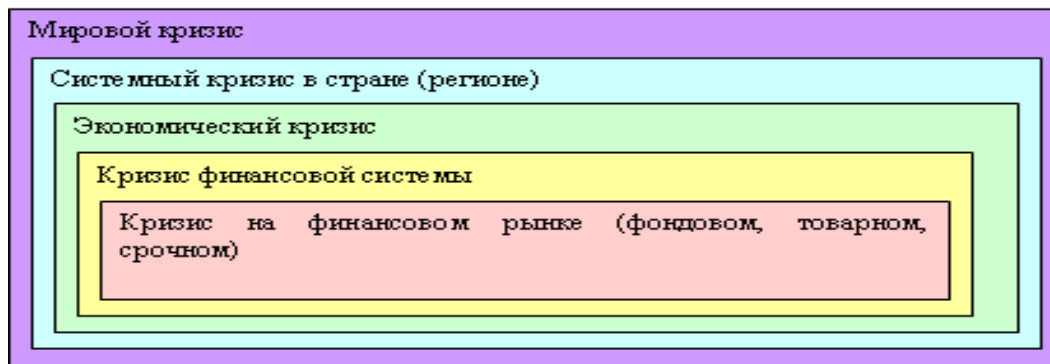 Мировой кризис
Системный кризис в стране (регионе)
Экономический кризис
Кризис финансовой системы
Кризис на финансовом рынке (фондовом, товарном,
срочном)